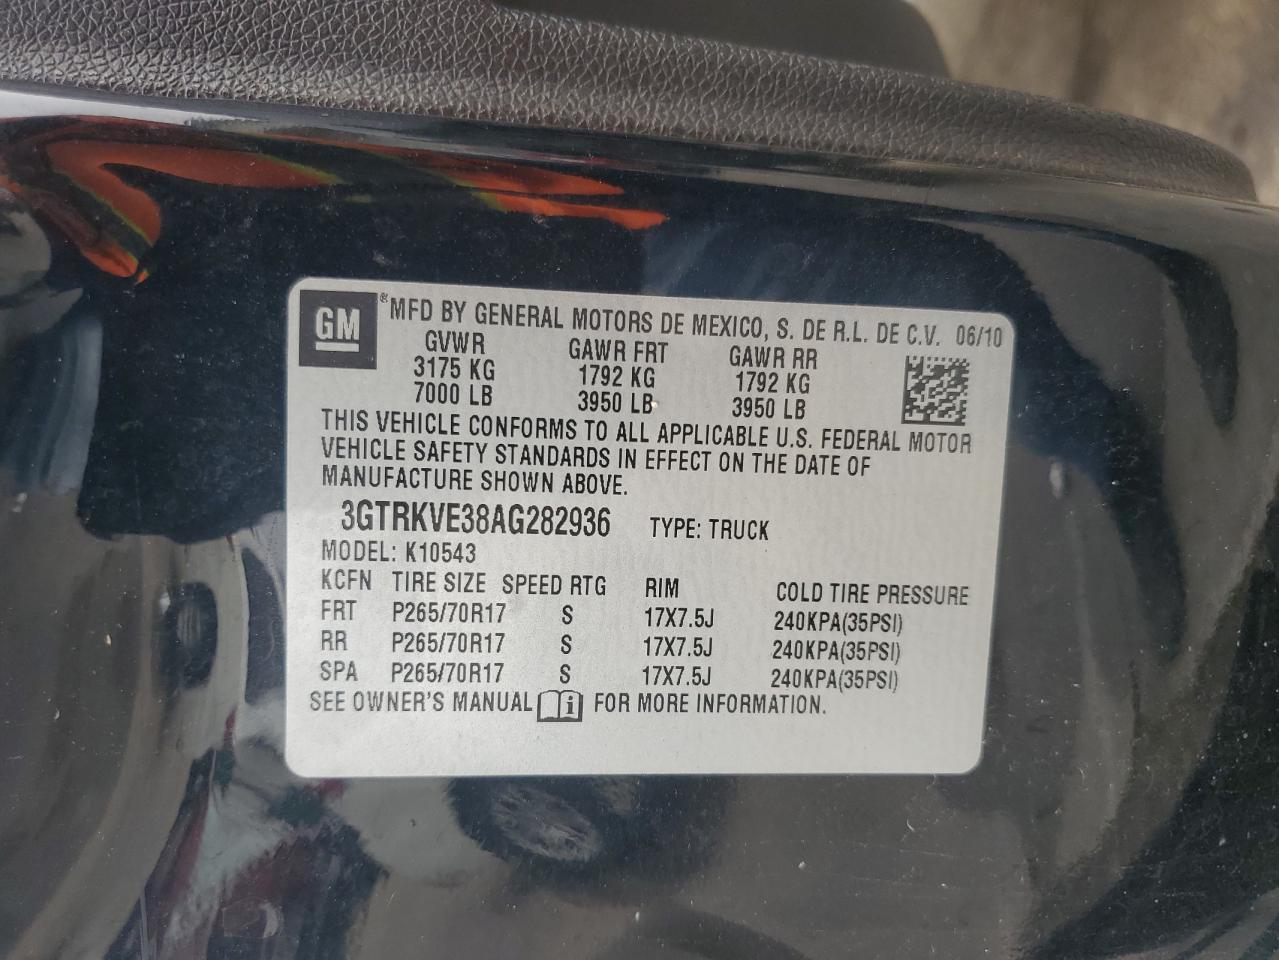 GM ® MFD BY GENERAL MOTORS DE MEXICO, S. DE R.L. DE C.V. 06/10
GVWR GAWR FRT GAWR RR
3175 KG 1792 KG 1792 KG
7000 LB 3950 LB 3950 LB
THIS VEHICLE CONFORMS TO ALL APPLICABLE U.S. FEDERAL MOTOR
VEHICLE SAFETY STANDARDS IN EFFECT ON THE DATE OF
MANUFACTURE SHOWN ABOVE.
3GTRKVE38AG282936 TYPE: TRUCK
MODEL: K10543
KCFN TIRE SIZE SPEED RTG RIM COLD TIRE PRESSURE
FRT P265/70R17 S 17X7.5J 240KPA(35PSI)
RR P265/70R17 S 17X7.5J 240KPA(35PSI)
SPA P265/70R17 S 17X7.5J 240KPA(35PSI)
SEE OWNER'S MANUAL i FOR MORE INFORMATION.